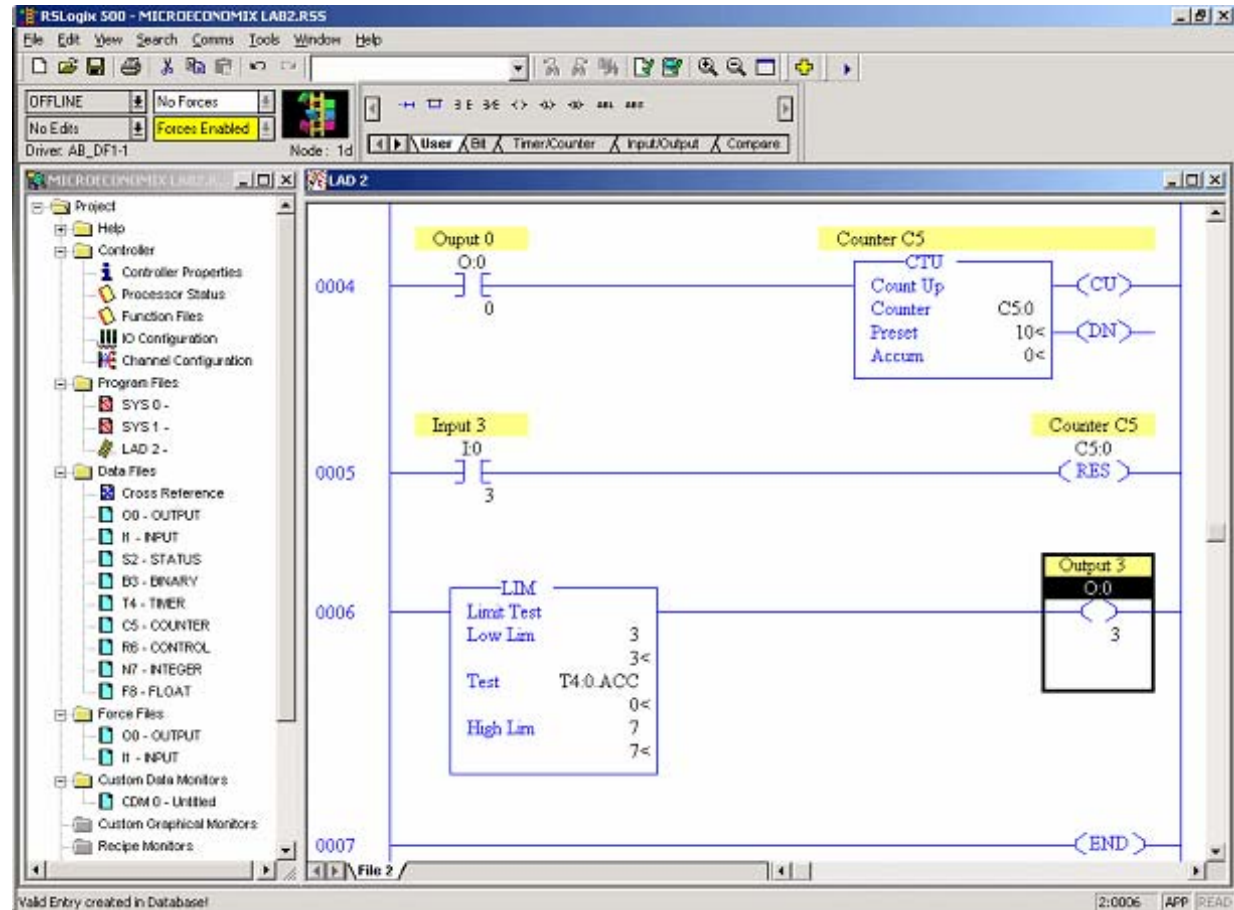 RSLogix 500 - MICROECONOMIX LAB2.RSS
File Edit View Search Comms Tools Window Help
OFFLINE
No Forces
No Edits
Forces Enabled
Driver: AB_DF1-1
Node : 1d
ABL ABS
User
Bit
Timer/Counter
Input/Output
Compare
LAD 2
Project
Help
Controller
Controller Properties
Processor Status
Function Files
IO Configuration
Channel Configuration
Program Files
SYS 0 -
SYS 1 -
LAD 2 -
Data Files
Cross Reference
O0 - OUTPUT
I1 - INPUT
S2 - STATUS
B3 - BINARY
T4 - TIMER
C5 - COUNTER
R6 - CONTROL
N7 - INTEGER
F8 - FLOAT
Force Files
O0 - OUTPUT
I1 - INPUT
Custom Data Monitors
CDM 0 - Untitled
Custom Graphical Monitors
Recipe Monitors
Ouput 0
O:0
0004
0
Counter C5
CTU
Count Up
Counter C5:0
Preset 10<
Accum 0<
CU
DN
Input 3
I:0
0005
3
Counter C5
C5:0
RES
0006
LIM
Limit Test
Low Lim 3
3<
Test T4:0.ACC
0<
High Lim 7
7<
Output 3
O:0
3
0007
END
File 2
Valid Entry created in Database!
2:0006 APP READ